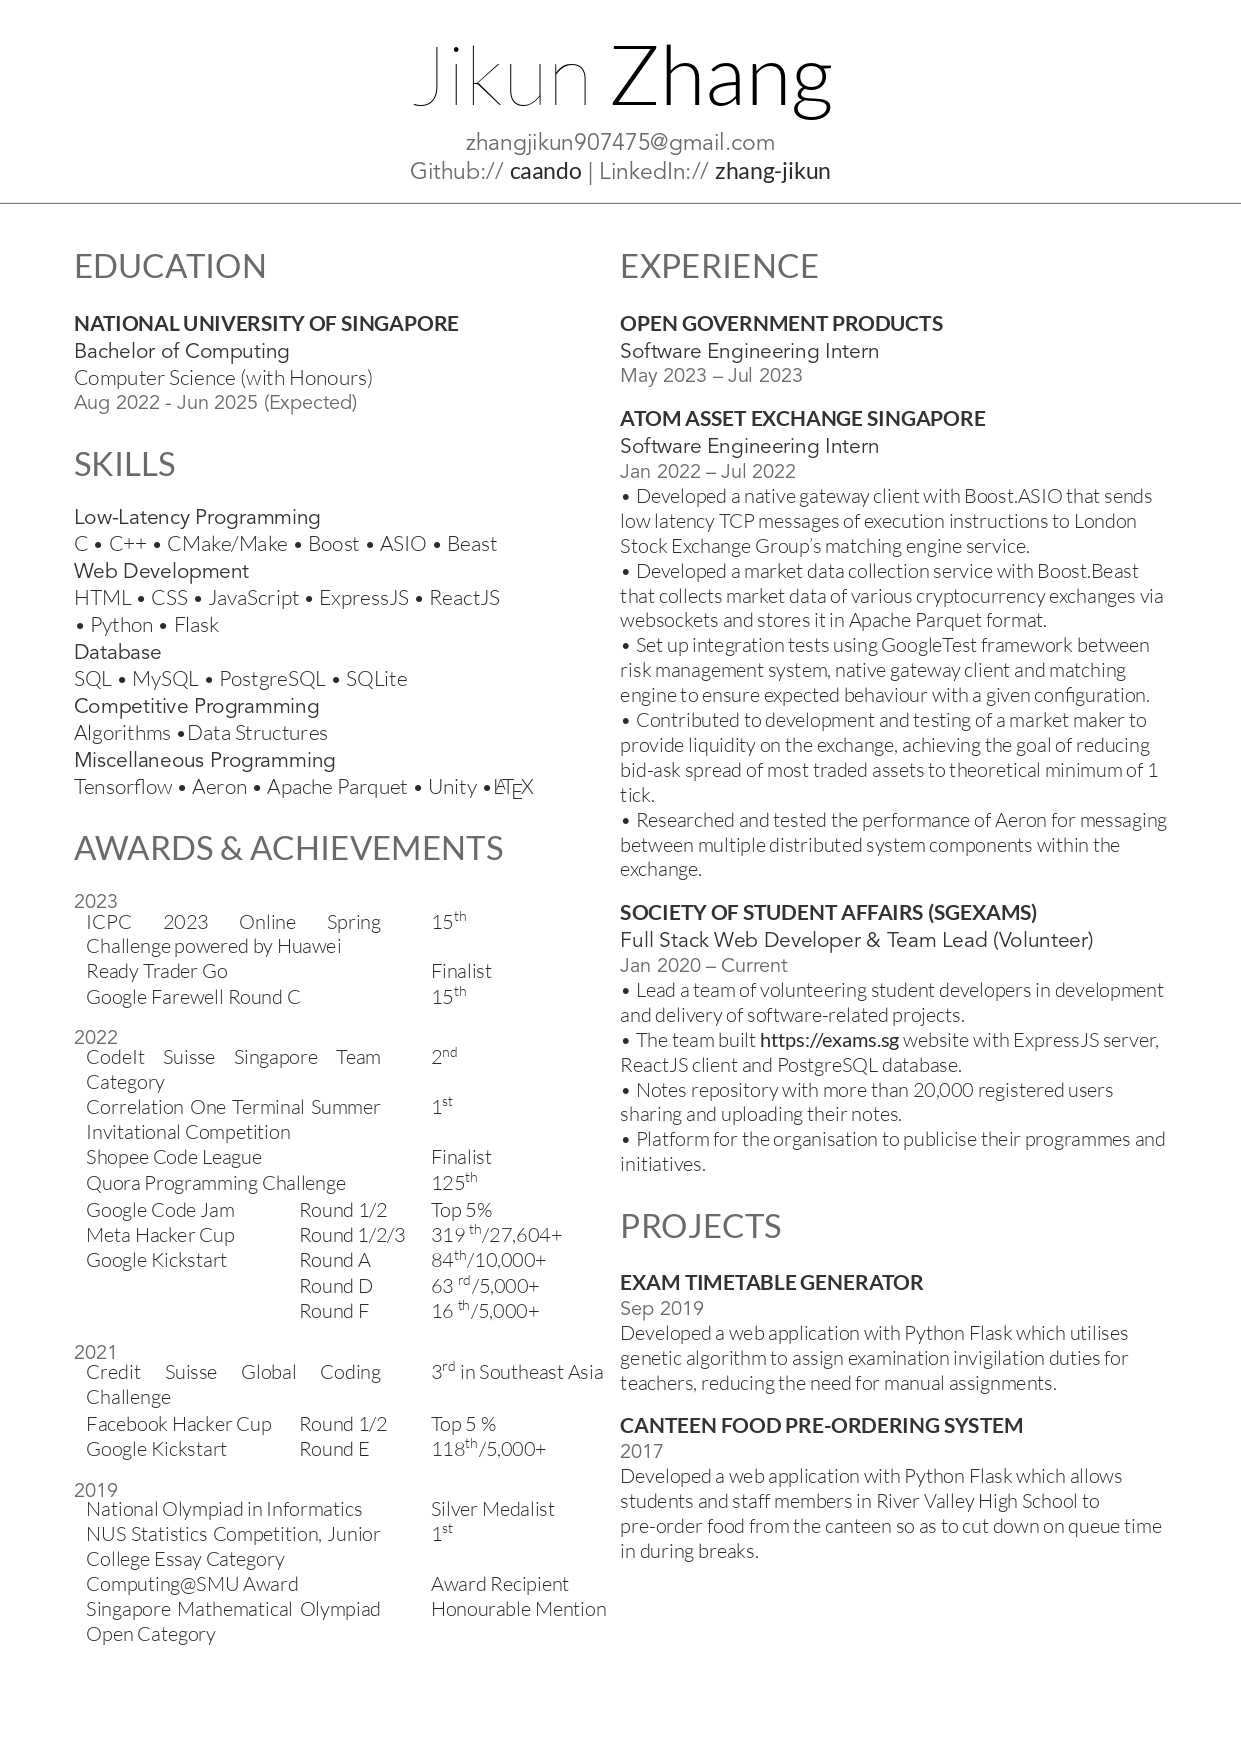 Jikun Zhang
zhangjikun907475@gmail.com
Github:// caando | LinkedIn:// zhang-jikun
EDUCATION
NATIONAL UNIVERSITY OF SINGAPORE
Bachelor of Computing
Computer Science (with Honours)
Aug 2022 - Jun 2025 (Expected)
SKILLS
Low-Latency Programming
C • C++ • CMake/Make • Boost • ASIO • Beast
Web Development
HTML • CSS • JavaScript • ExpressJS • ReactJS
• Python • Flask
Database
SQL • MySQL • PostgreSQL • SQLite
Competitive Programming
Algorithms •Data Structures
Miscellaneous Programming
Tensorflow • Aeron • Apache Parquet • Unity •LATEX
AWARDS & ACHIEVEMENTS
2023
ICPC 2023 Online Spring 15th
Challenge powered by Huawei
Ready Trader Go Finalist
Google Farewell Round C 15th
2022
CodeIt Suisse Singapore Team 2nd
Category
Correlation One Terminal Summer 1st
Invitational Competition
Shopee Code League Finalist
Quora Programming Challenge 125th
Google Code Jam Round 1/2 Top 5%
Meta Hacker Cup Round 1/2/3 319 th/27,604+
Google Kickstart Round A 84th/10,000+
Round D 63 rd/5,000+
Round F 16 th/5,000+
2021
Credit Suisse Global Coding 3rd in Southeast Asia
Challenge
Facebook Hacker Cup Round 1/2 Top 5 %
Google Kickstart Round E 118th/5,000+
2019
National Olympiad in Informatics Silver Medalist
NUS Statistics Competition, Junior 1st
College Essay Category
Computing@SMU Award Award Recipient
Singapore Mathematical Olympiad Honourable Mention
Open Category
EXPERIENCE
OPEN GOVERNMENT PRODUCTS
Software Engineering Intern
May 2023 – Jul 2023
ATOM ASSET EXCHANGE SINGAPORE
Software Engineering Intern
Jan 2022 – Jul 2022
• Developed a native gateway client with Boost.ASIO that sends
low latency TCP messages of execution instructions to London
Stock Exchange Group’s matching engine service.
• Developed a market data collection service with Boost.Beast
that collects market data of various cryptocurrency exchanges via
websockets and stores it in Apache Parquet format.
• Set up integration tests using GoogleTest framework between
risk management system, native gateway client and matching
engine to ensure expected behaviour with a given configuration.
• Contributed to development and testing of a market maker to
provide liquidity on the exchange, achieving the goal of reducing
bid-ask spread of most traded assets to theoretical minimum of 1
tick.
• Researched and tested the performance of Aeron for messaging
between multiple distributed system components within the
exchange.
SOCIETY OF STUDENT AFFAIRS (SGEXAMS)
Full Stack Web Developer & Team Lead (Volunteer)
Jan 2020 – Current
• Lead a team of volunteering student developers in development
and delivery of software-related projects.
• The team built https://exams.sg website with ExpressJS server,
ReactJS client and PostgreSQL database.
• Notes repository with more than 20,000 registered users
sharing and uploading their notes.
• Platform for the organisation to publicise their programmes and
initiatives.
PROJECTS
EXAM TIMETABLE GENERATOR
Sep 2019
Developed a web application with Python Flask which utilises
genetic algorithm to assign examination invigilation duties for
teachers, reducing the need for manual assignments.
CANTEEN FOOD PRE-ORDERING SYSTEM
2017
Developed a web application with Python Flask which allows
students and staff members in River Valley High School to
pre-order food from the canteen so as to cut down on queue time
in during breaks.